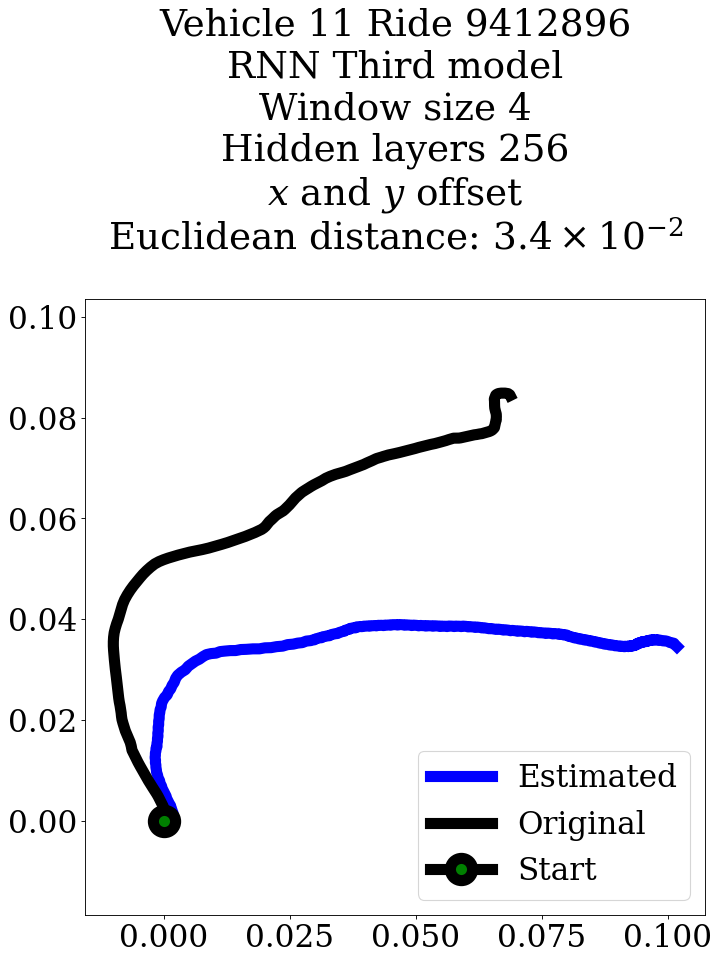 Vehicle 11 Ride 9412896
RNN Third model
Window size 4
Hidden layers 256
x and y offset
Euclidean distance: 3.4 × 10⁻²
0.10
0.08
0.06
0.04
0.02
0.00
Estimated
Original
Start
0.000 0.025 0.050 0.075 0.100